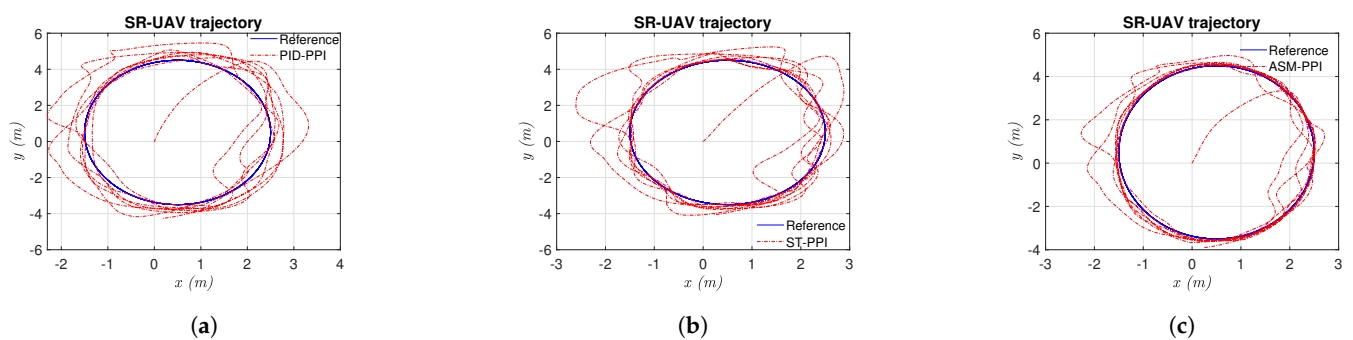 SR-UAV trajectory
6
4
2
0
-2
-4
-6
y (m)
Reference
PID-PPI
-2 -1 0 1 2 3 4
x (m)
(a)
SR-UAV trajectory
6
4
2
0
-2
-4
-6
y (m)
Reference
ST-PPI
-3 -2 -1 0 1 2 3
x (m)
(b)
SR-UAV trajectory
6
4
2
0
-2
-4
y (m)
Reference
ASM-PPI
-3 -2 -1 0 1 2 3
x (m)
(c)